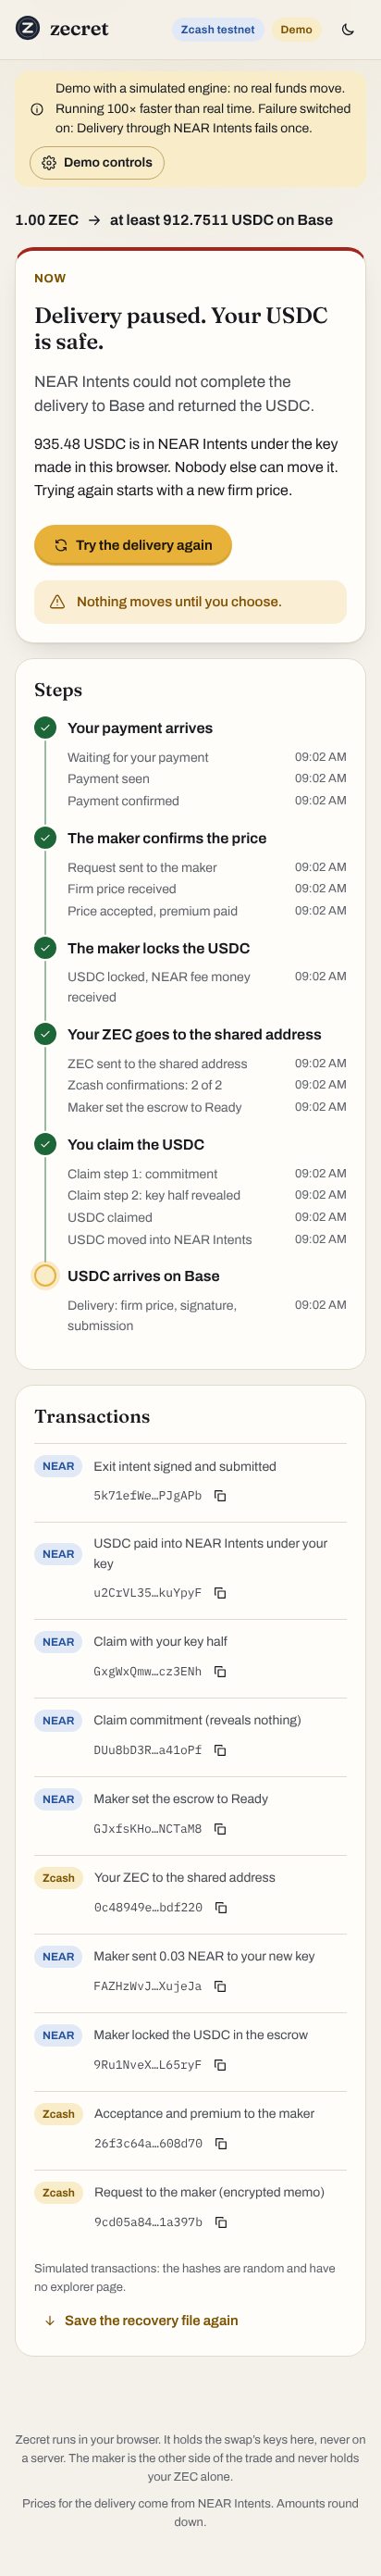 zecret
Zcash testnet
Demo
Demo with a simulated engine: no real funds move.
Running 100× faster than real time. Failure switched
on: Delivery through NEAR Intents fails once.
Demo controls
1.00 ZEC → at least 912.7511 USDC on Base
NOW
Delivery paused. Your USDC
is safe.
NEAR Intents could not complete the
delivery to Base and returned the USDC.
935.48 USDC is in NEAR Intents under the key
made in this browser. Nobody else can move it.
Trying again starts with a new firm price.
Try the delivery again
Nothing moves until you choose.
Steps
Your payment arrives
Waiting for your payment 09:02 AM
Payment seen 09:02 AM
Payment confirmed 09:02 AM
The maker confirms the price
Request sent to the maker 09:02 AM
Firm price received 09:02 AM
Price accepted, premium paid 09:02 AM
The maker locks the USDC
USDC locked, NEAR fee money 09:02 AM
received
Your ZEC goes to the shared address
ZEC sent to the shared address 09:02 AM
Zcash confirmations: 2 of 2 09:02 AM
Maker set the escrow to Ready 09:02 AM
You claim the USDC
Claim step 1: commitment 09:02 AM
Claim step 2: key half revealed 09:02 AM
USDC claimed 09:02 AM
USDC moved into NEAR Intents 09:02 AM
USDC arrives on Base
Delivery: firm price, signature, 09:02 AM
submission
Transactions
NEAR Exit intent signed and submitted
5k71efWe…PJgAPb
NEAR USDC paid into NEAR Intents under your
key
u2CrVL35…kuYpyF
NEAR Claim with your key half
GxgWxQmw…cz3ENh
NEAR Claim commitment (reveals nothing)
DUu8bD3R…a41oPf
NEAR Maker set the escrow to Ready
GJxfsKHo…NCTaM8
Zcash Your ZEC to the shared address
0c48949e…bdf220
NEAR Maker sent 0.03 NEAR to your new key
FAZHzWvJ…XujeJa
NEAR Maker locked the USDC in the escrow
9Ru1NveX…L65ryF
Zcash Acceptance and premium to the maker
26f3c64a…608d70
Zcash Request to the maker (encrypted memo)
9cd05a84…1a397b
Simulated transactions: the hashes are random and have
no explorer page.
Save the recovery file again
Zecret runs in your browser. It holds the swap's keys here, never on
a server. The maker is the other side of the trade and never holds
your ZEC alone.
Prices for the delivery come from NEAR Intents. Amounts round
down.